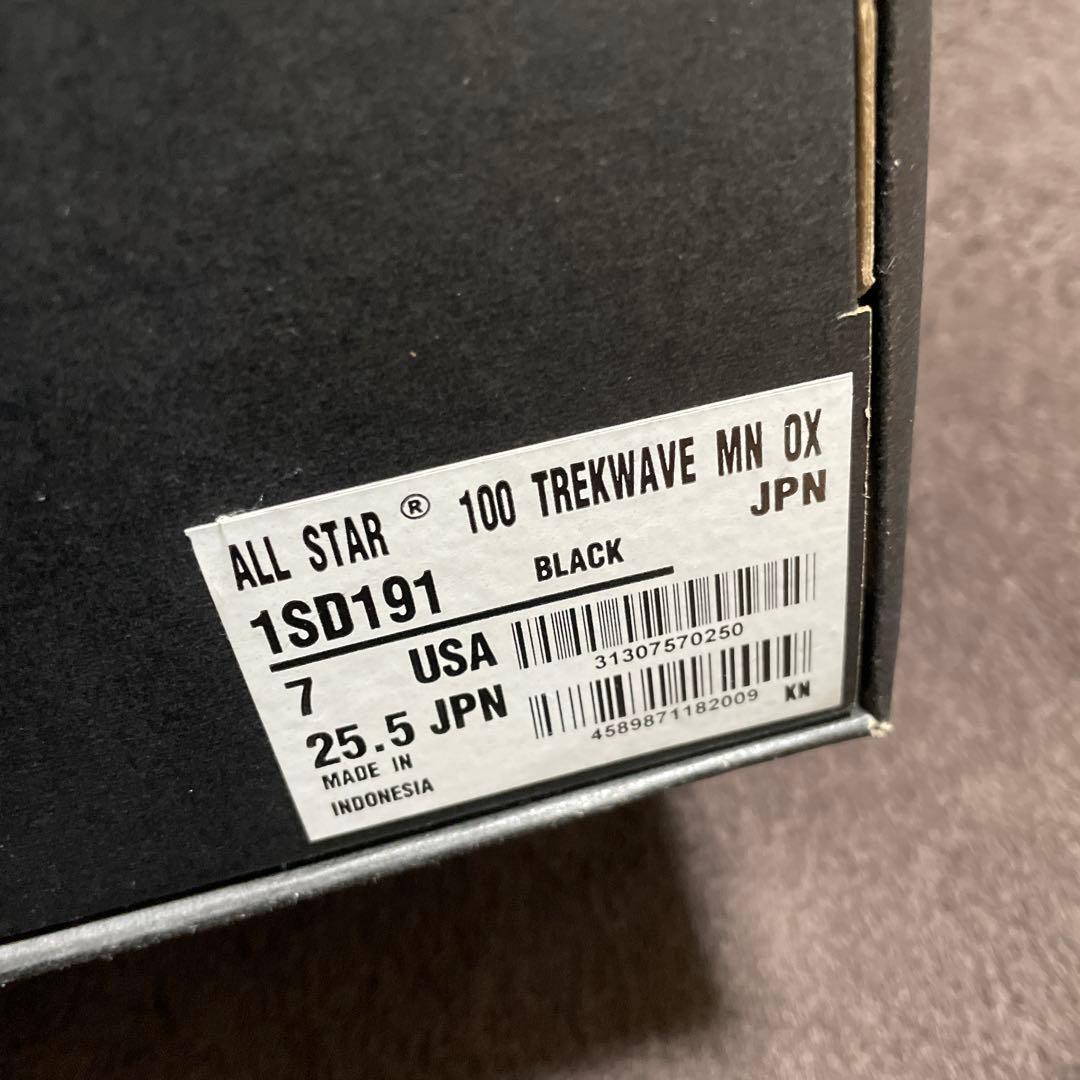 ALL STAR ® 100 TREKWAVE MN OX
JPN
1SD191 BLACK
7 USA
31307570250
25.5 JPN
4589871182009 KN
MADE IN
INDONESIA